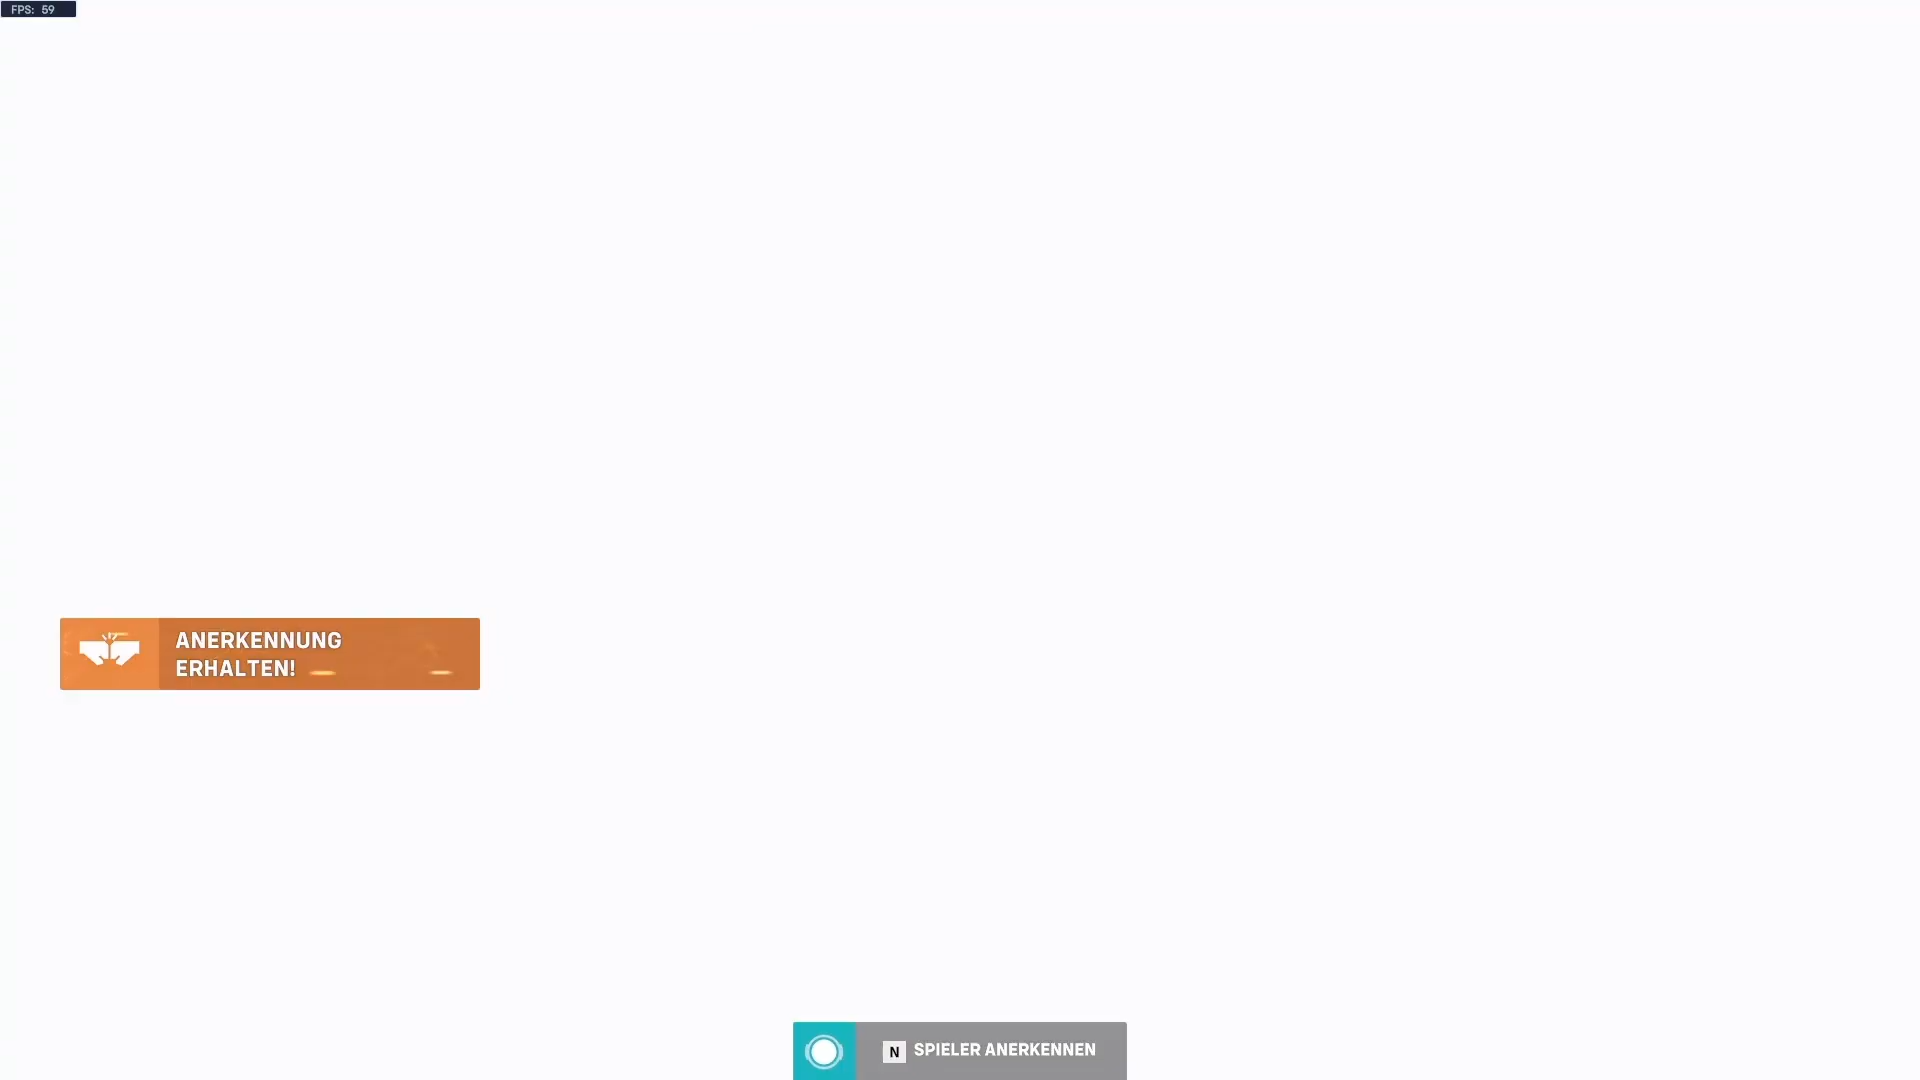 FPS: 59
ANERKENNUNG
ERHALTEN!
N SPIELER ANERKENNEN